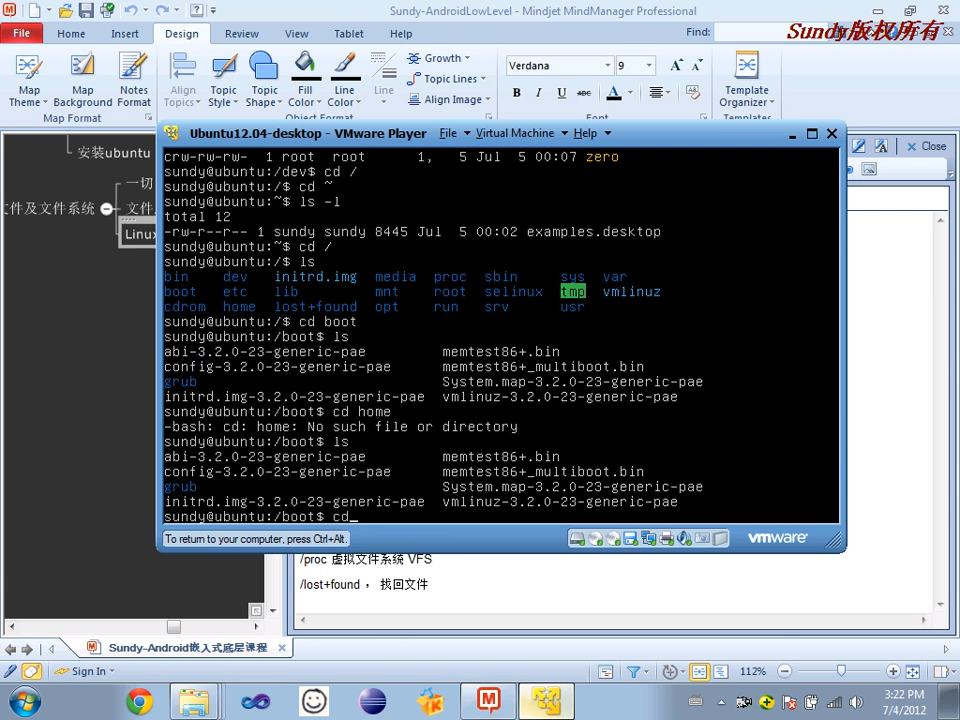 Sundy-AndroidLowLevel - Mindjet MindManager Professional
File Home Insert Design Review View Map Tablet Help Find:
Sundy版权所有
Map Theme
Map Background
Notes Format
Align Topics
Topic Style
Topic Shape
Fill Color
Line Color
Line
Growth
Topic Lines
Align Image
Verdana 9
B I U ABC A
Template Organizer
Map Format
Object Format
Font
Templates
安装ubuntu
一切
件及文件系统
文件
Linux
Close
Ubuntu12.04-desktop - VMware Player File Virtual Machine Help
crw-rw-rw- 1 root root 1, 5 Jul 5 00:07 zero
sundy@ubuntu:/dev$ cd /
sundy@ubuntu:/$ cd ~
sundy@ubuntu:~$ ls -l
total 12
-rw-r--r-- 1 sundy sundy 8445 Jul 5 00:02 examples.desktop
sundy@ubuntu:~$ cd /
sundy@ubuntu:/$ ls
bin dev initrd.img media proc sbin sys var
boot etc lib mnt root selinux tmp vmlinuz
cdrom home lost+found opt run srv usr
sundy@ubuntu:/$ cd boot
sundy@ubuntu:/boot$ ls
abi-3.2.0-23-generic-pae memtest86+.bin
config-3.2.0-23-generic-pae memtest86+_multiboot.bin
grub System.map-3.2.0-23-generic-pae
initrd.img-3.2.0-23-generic-pae vmlinuz-3.2.0-23-generic-pae
sundy@ubuntu:/boot$ cd home
-bash: cd: home: No such file or directory
sundy@ubuntu:/boot$ ls
abi-3.2.0-23-generic-pae memtest86+.bin
config-3.2.0-23-generic-pae memtest86+_multiboot.bin
grub System.map-3.2.0-23-generic-pae
initrd.img-3.2.0-23-generic-pae vmlinuz-3.2.0-23-generic-pae
sundy@ubuntu:/boot$ cd_
To return to your computer, press Ctrl+Alt.
vmware
/proc 虚拟文件系统 VFS
/lost+found ， 找回文件
Sundy-Android嵌入式底层课程
Sign In
112%
3:22 PM
7/4/2012